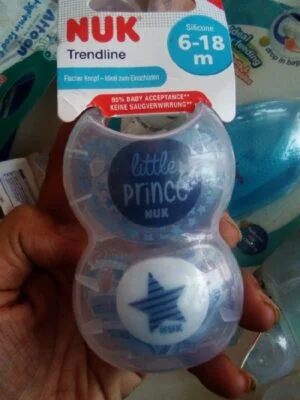 NUK
Trendline
Silicone
6-18
m
Flacher Knopf – ideal zum Einschlafen
95% BABY ACCEPTANCE**
KEINE SAUGVERWIRRUNG**
little
PRINCE
NUK
NUK